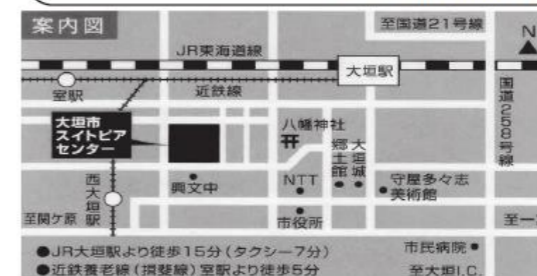 案内図
至国道21号線
N
JR東海道線
大垣駅
室駅
近鉄線
国道258号線
大垣市
スイトピア
センター
八幡神社
郷土館
大垣城
西大垣駅
興文中
NTT
守屋多々志
美術館
至関ケ原
市役所
至一
●JR大垣駅より徒歩15分(タクシー7分)
市民病院●
●近鉄養老線(揖斐線)室駅より徒歩5分
至大垣I.C.